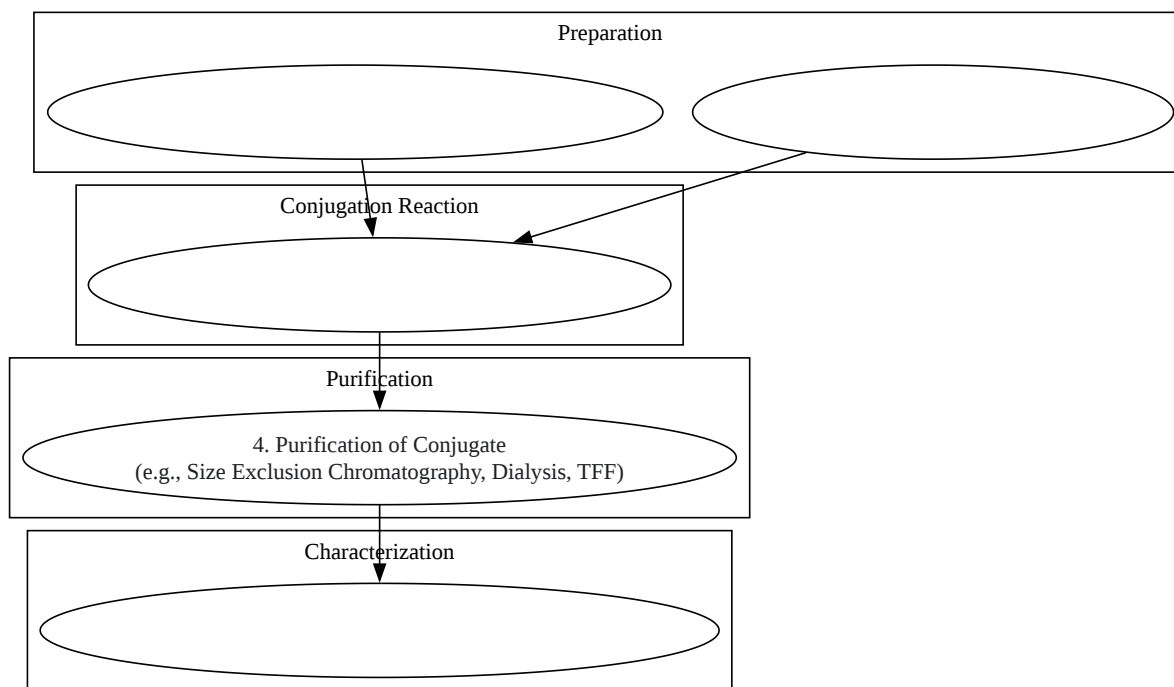 Preparation
Conjugation Reaction
Purification
4. Purification of Conjugate
(e.g., Size Exclusion Chromatography, Dialysis, TFF)
Characterization